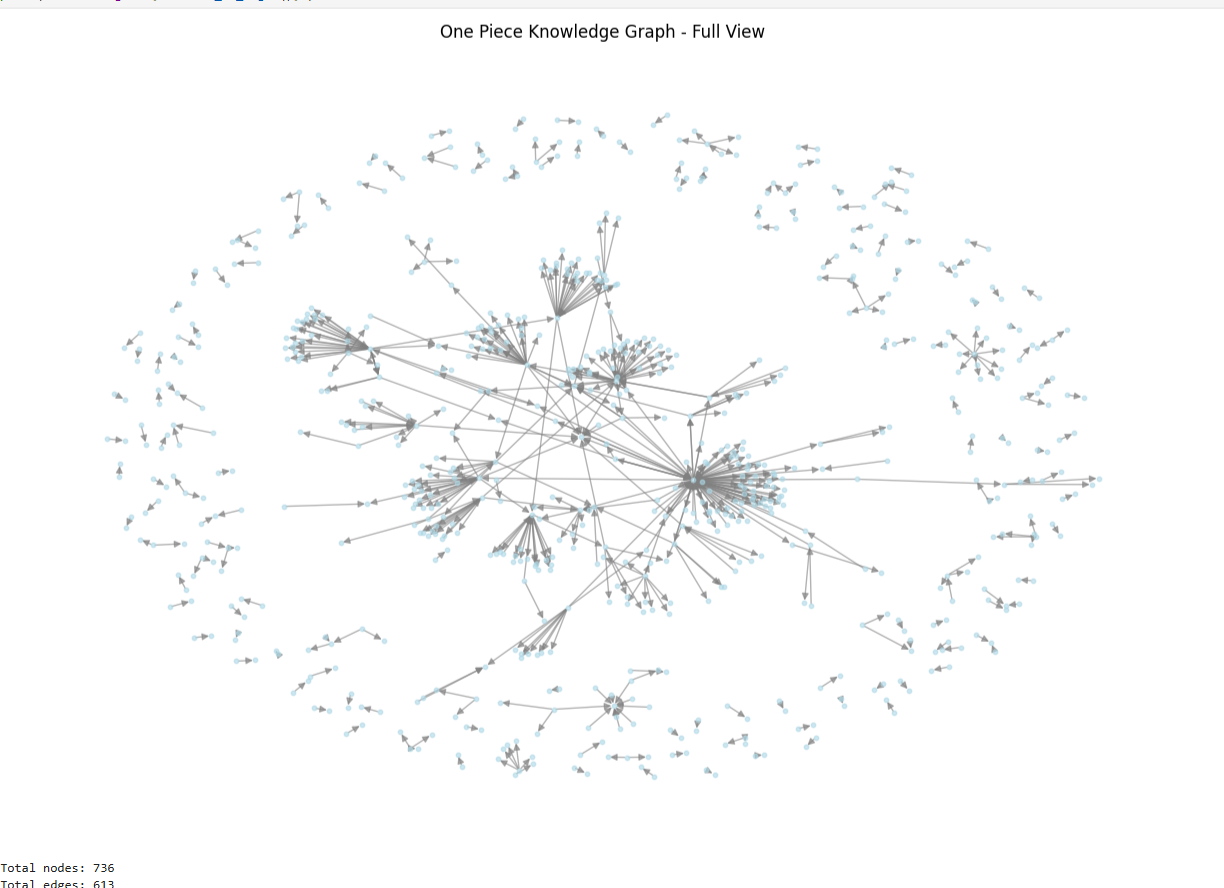 One Piece Knowledge Graph - Full View
Total nodes: 736
Total edges: 613